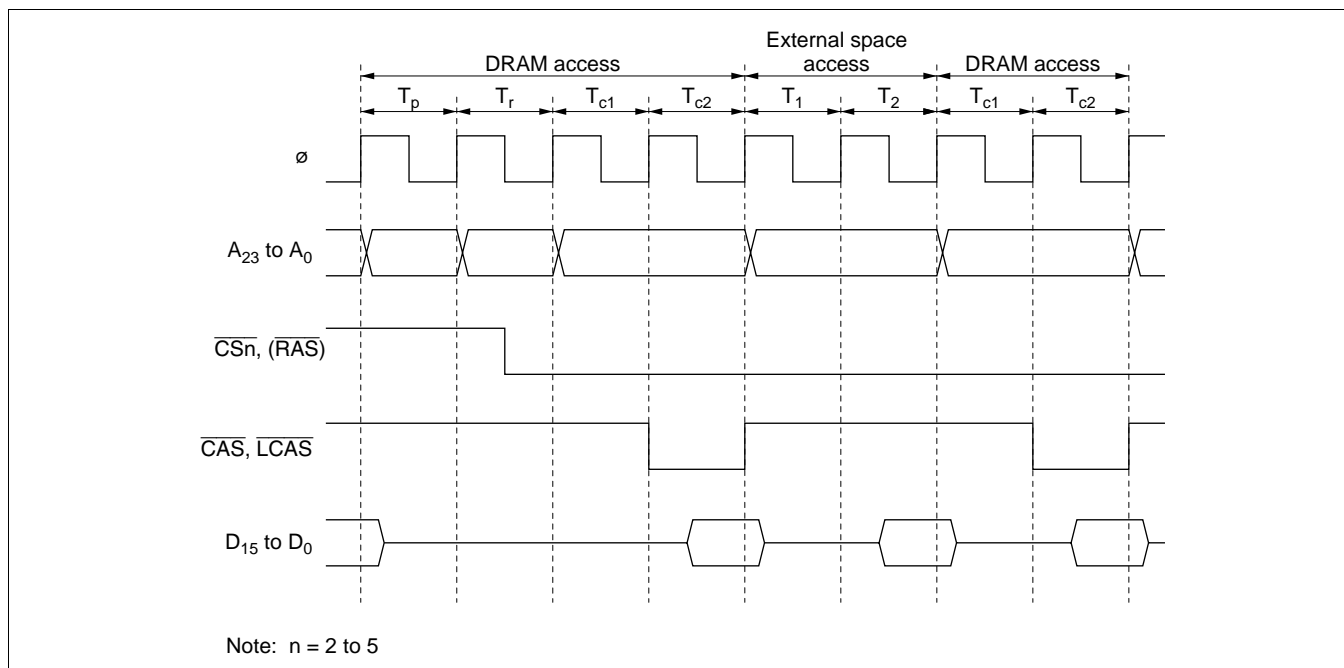 External space
DRAM access access DRAM access
Tp Tr Tc1 Tc2 T1 T2 Tc1 Tc2
ø
A23 to A0
CSn, (RAS)
CAS, LCAS
D15 to D0
Note: n = 2 to 5